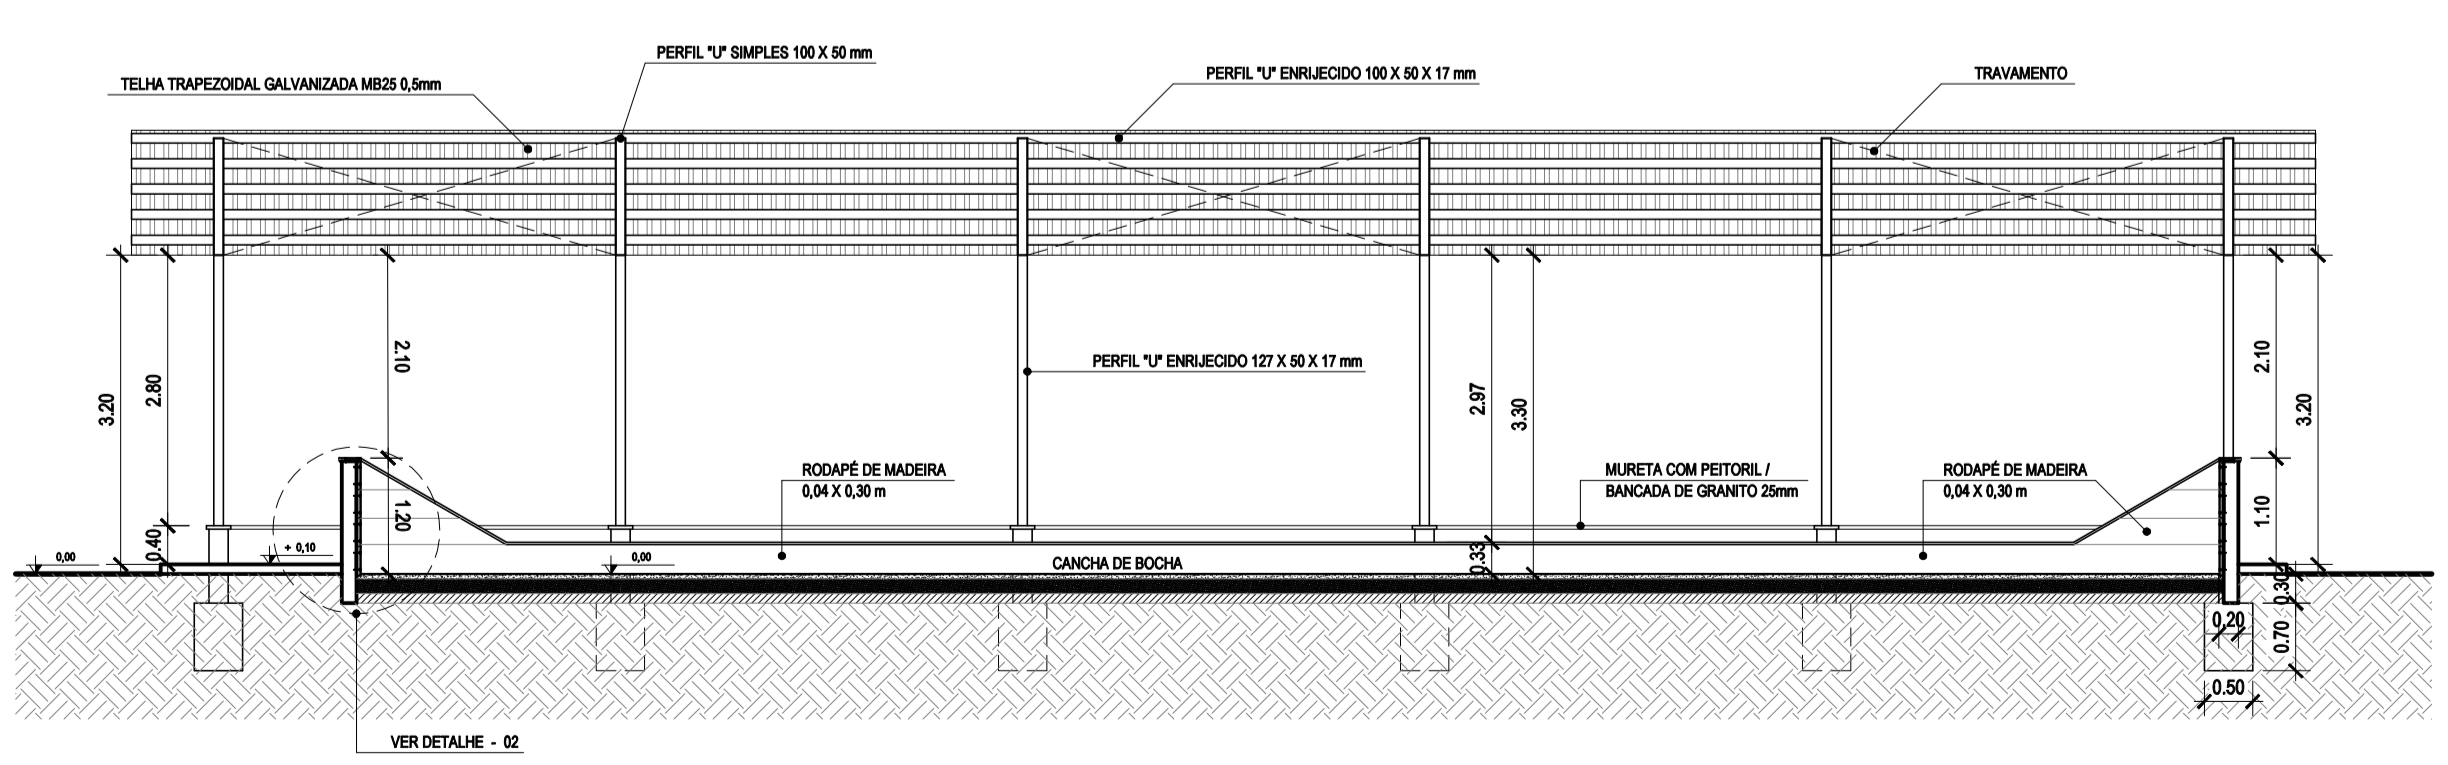 PERFIL "U" SIMPLES 100 X 50 mm
TELHA TRAPEZOIDAL GALVANIZADA MB25 0,5mm
PERFIL "U" ENRIJECIDO 100 X 50 X 17 mm
TRAVAMENTO
PERFIL "U" ENRIJECIDO 127 X 50 X 17 mm
3.20
2.80
0.40
2.10
1.20
2.97
0.33
3.30
2.10
1.10
3.20
RODAPÉ DE MADEIRA
0,04 X 0,30 m
MURETA COM PEITORIL /
BANCADA DE GRANITO 25mm
RODAPÉ DE MADEIRA
0,04 X 0,30 m
0,00
+ 0,10
0,00
CANCHA DE BOCHA
0.30
0,20
0.70
0.50
VER DETALHE - 02